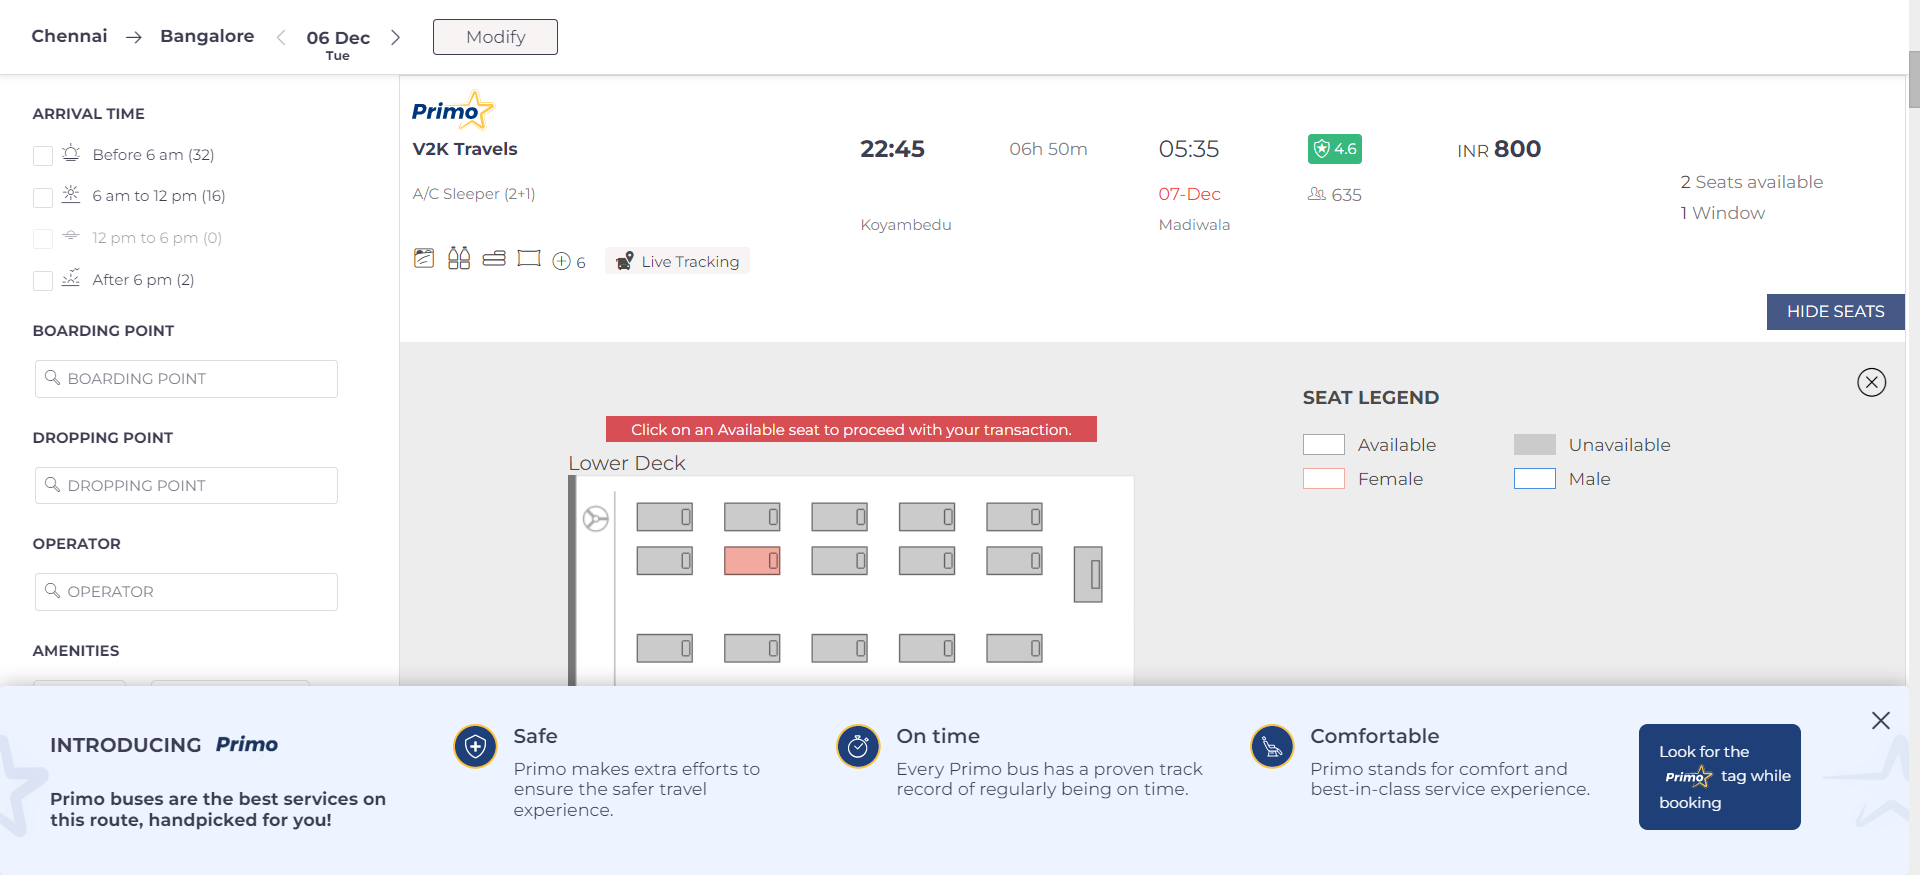 Chennai → Bangalore
06 Dec
Tue
Modify
ARRIVAL TIME
Before 6 am (32)
6 am to 12 pm (16)
12 pm to 6 pm (0)
After 6 pm (2)
BOARDING POINT
BOARDING POINT
DROPPING POINT
DROPPING POINT
OPERATOR
OPERATOR
AMENITIES
Primo
V2K Travels
22:45
06h 50m
05:35
4.6
INR 800
A/C Sleeper (2+1)
07-Dec
635
2 Seats available
1 Window
Koyambedu
Madiwala
6
Live Tracking
HIDE SEATS
Click on an Available seat to proceed with your transaction.
Lower Deck
SEAT LEGEND
Available
Unavailable
Female
Male
INTRODUCING Primo
Primo buses are the best services on
this route, handpicked for you!
Safe
Primo makes extra efforts to
ensure the safer travel
experience.
On time
Every Primo bus has a proven track
record of regularly being on time.
Comfortable
Primo stands for comfort and
best-in-class service experience.
Look for the
Primo tag while
booking